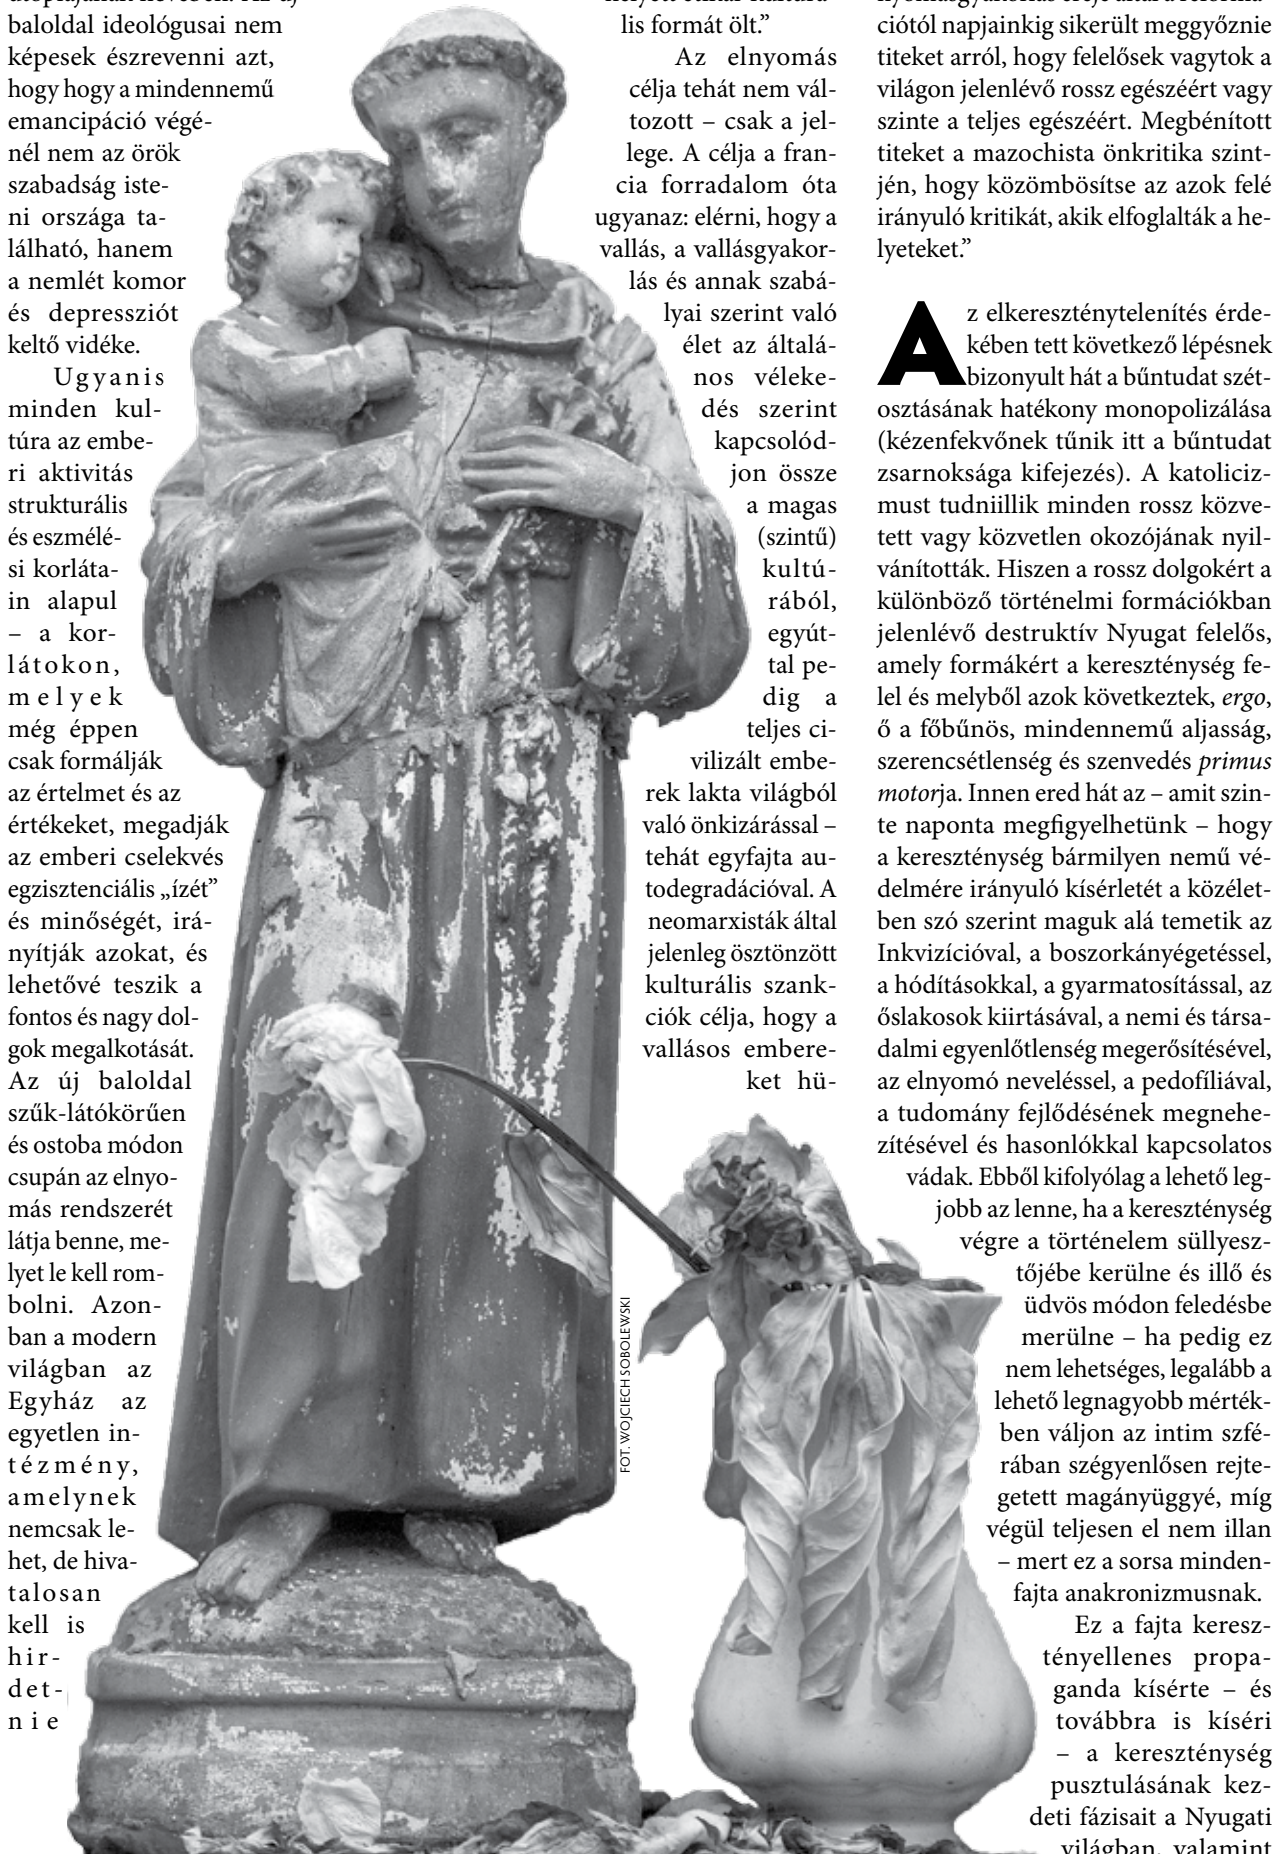 baloldal ideológusai nem
képesek észrevenni azt,
hogy hogy a mindennemű
emancipáció végé-
nél nem az örök
szabadság iste-
ni országa ta-
lálható, hanem
a nemlét komor
és depressziót
keltő vidéke.
Ugyanis
minden kul-
túra az embe-
ri aktivitás
strukturális
és eszmélé-
si korláta-
in alapul
– a kor-
látokon,
melyek
még éppen
csak formálják
az értelmet és az
értékeket, megadják
az emberi cselekvés
egzisztenciális „ízét”
és minőségét, irá-
nyítják azokat, és
lehetővé teszik a
fontos és nagy dol-
gok megalkotását.
Az új baloldal
szűk-látókörűen
és ostoba módon
csupán az elnyo-
más rendszerét
látja benne, me-
lyet le kell rom-
bolni. Azon-
ban a modern
világban az
Egyház az
egyetlen in-
tézmény,
amelynek
nemcsak le-
het, de hiva-
talosan
kell is
hir-
det-
nie
lis formát ölt.”
Az elnyomás
célja tehát nem vál-
tozott – csak a jel-
lege. A célja a fran-
cia forradalom óta
ugyanaz: elérni, hogy a
vallás, a vallásgyakor-
lás és annak szabá-
lyai szerint való
élet az általá-
nos véleke-
dés szerint
kapcsolód-
jon össze
a magas
(szintű)
kultú-
rából,
egyút-
tal pe-
dig a
teljes ci-
vilizált embe-
rek lakta világból
való önkizárással –
tehát egyfajta au-
todegradációval. A
neomarxisták által
jelenleg ösztönzött
kulturális szank-
ciók célja, hogy a
vallásos embere-
ket hü-
FOT. WOJCIECH SOBOLEWSKI
ciótól napjainkig sikerült meggyőznie
titeket arról, hogy felelősek vagytok a
világon jelenlévő rossz egészéért vagy
szinte a teljes egészéért. Megbénított
titeket a mazochista önkritika szint-
jén, hogy közömbösítse az azok felé
irányuló kritikát, akik elfoglalták a he-
lyeteket.”
Az elkereszténytelenítés érde-
kében tett következő lépésnek
bizonyult hát a bűntudat szét-
osztásának hatékony monopolizálása
(kézenfekvőnek tűnik itt a bűntudat
zsarnoksága kifejezés). A katoliciz-
must tudniillik minden rossz közve-
tett vagy közvetlen okozójának nyil-
vánították. Hiszen a rossz dolgokért a
különböző történelmi formációkban
jelenlévő destruktív Nyugat felelős,
amely formákért a kereszténység fe-
lel és melyből azok következtek, ergo,
ő a főbűnös, mindennemű aljasság,
szerencsétlenség és szenvedés primus
motorja. Innen ered hát az – amit szin-
te naponta megfigyelhetünk – hogy
a kereszténység bármilyen nemű vé-
delmére irányuló kísérletét a közélet-
ben szó szerint maguk alá temetik az
Inkvizícióval, a boszorkányégetéssel,
a hódításokkal, a gyarmatosítással, az
őslakosok kiirtásával, a nemi és társa-
dalmi egyenlőtlenség megerősítésével,
az elnyomó neveléssel, a pedofíliával,
a tudomány fejlődésének megnehe-
zítésével és hasonlókkal kapcsolatos
vádak. Ebből kifolyólag a lehető leg-
jobb az lenne, ha a kereszténység
végre a történelem süllyesz-
tőjébe kerülne és illő és
üdvös módon feledésbe
merülne – ha pedig ez
nem lehetséges, legalább a
lehető legnagyobb mérték-
ben váljon az intim szfé-
rában szégyenlősen rejte-
getett magányüggyé, míg
végül teljesen el nem illan
– mert ez a sorsa minden-
fajta anakronizmusnak.
Ez a fajta keresz-
tényellenes propa-
ganda kísérte – és
továbbra is kíséri
– a kereszténység
pusztulásának kez-
deti fázisait a Nyugati
világban, valamint